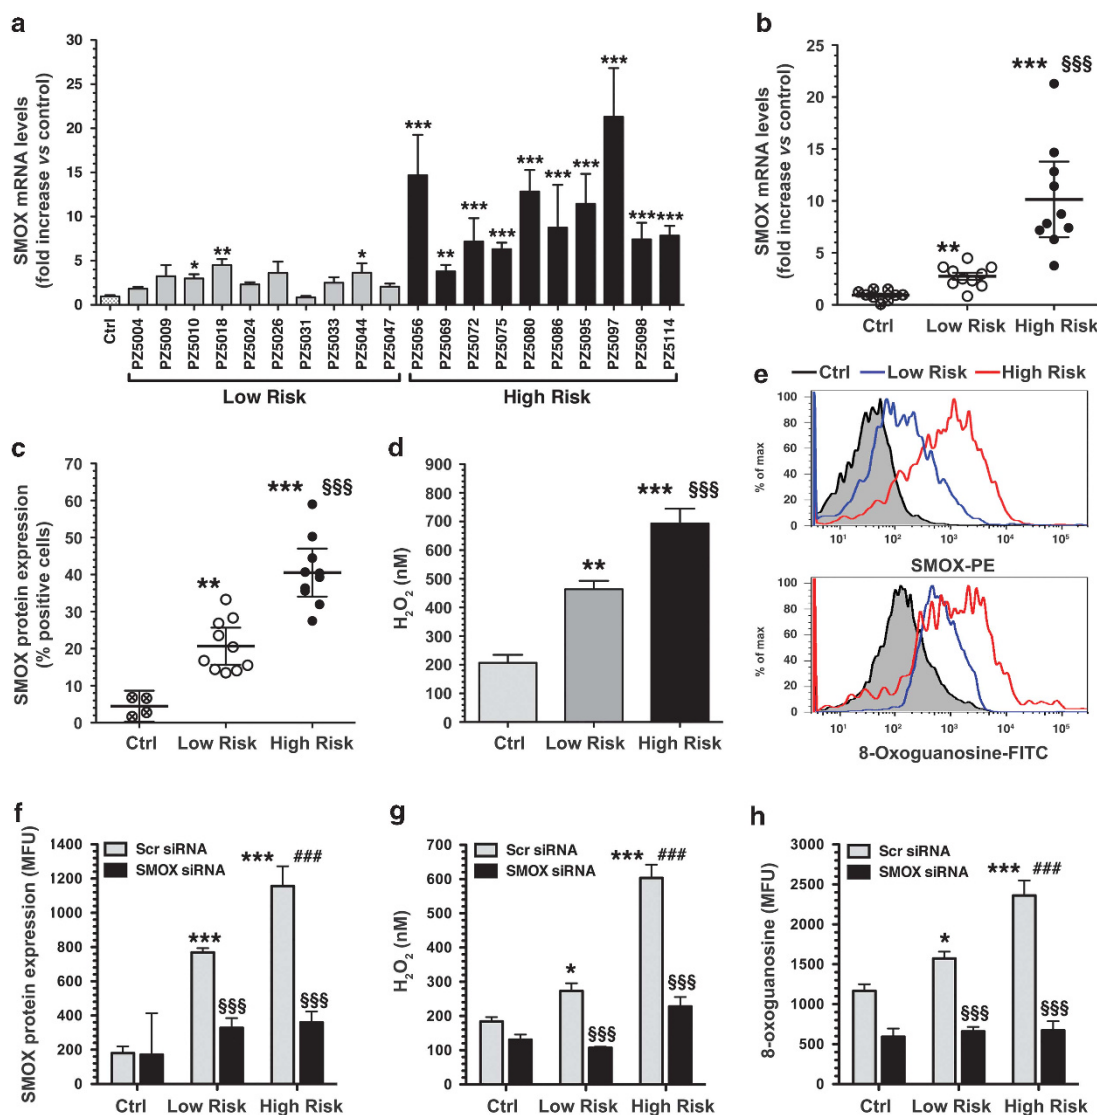 a
SMOX mRNA levels
(fold increase vs control)
30
25
20
15
10
5
0
***
**
***
***
***
***
***
***
***
***
*
**
*
Ctrl
PZ5004
PZ5009
PZ5010
PZ5018
PZ5024
PZ5026
PZ5031
PZ5033
PZ5044
PZ5047
PZ5056
PZ5069
PZ5072
PZ5075
PZ5080
PZ5086
PZ5095
PZ5097
PZ5098
PZ5114
Low Risk
High Risk
b
SMOX mRNA levels
(fold increase vs control)
25
20
15
10
5
0
**
*** §§§
Ctrl Low Risk High Risk
c
SMOX protein expression
(% positive cells)
70
60
50
40
30
20
10
0
**
*** §§§
Ctrl Low Risk High Risk
d
H2O2 (nM)
900
800
700
600
500
400
300
200
100
0
**
*** §§§
Ctrl Low Risk High Risk
e
Ctrl Low Risk High Risk
% of max
100
80
60
40
20
0
10¹ 10² 10³ 10⁴ 10⁵
SMOX-PE
% of max
100
80
60
40
20
0
10¹ 10² 10³ 10⁴ 10⁵
8-Oxoguanosine-FITC
f
SMOX protein expression (MFU)
1400
1200
1000
800
600
400
200
0
Scr siRNA
SMOX siRNA
*** ###
***
§§§ §§§
Ctrl Low Risk High Risk
g
H2O2 (nM)
700
600
500
400
300
200
100
0
Scr siRNA
SMOX siRNA
*** ###
*
§§§ §§§
Ctrl Low Risk High Risk
h
8-oxoguanosine (MFU)
3000
2500
2000
1500
1000
500
0
Scr siRNA
SMOX siRNA
*** ###
*
§§§ §§§
Ctrl Low Risk High Risk